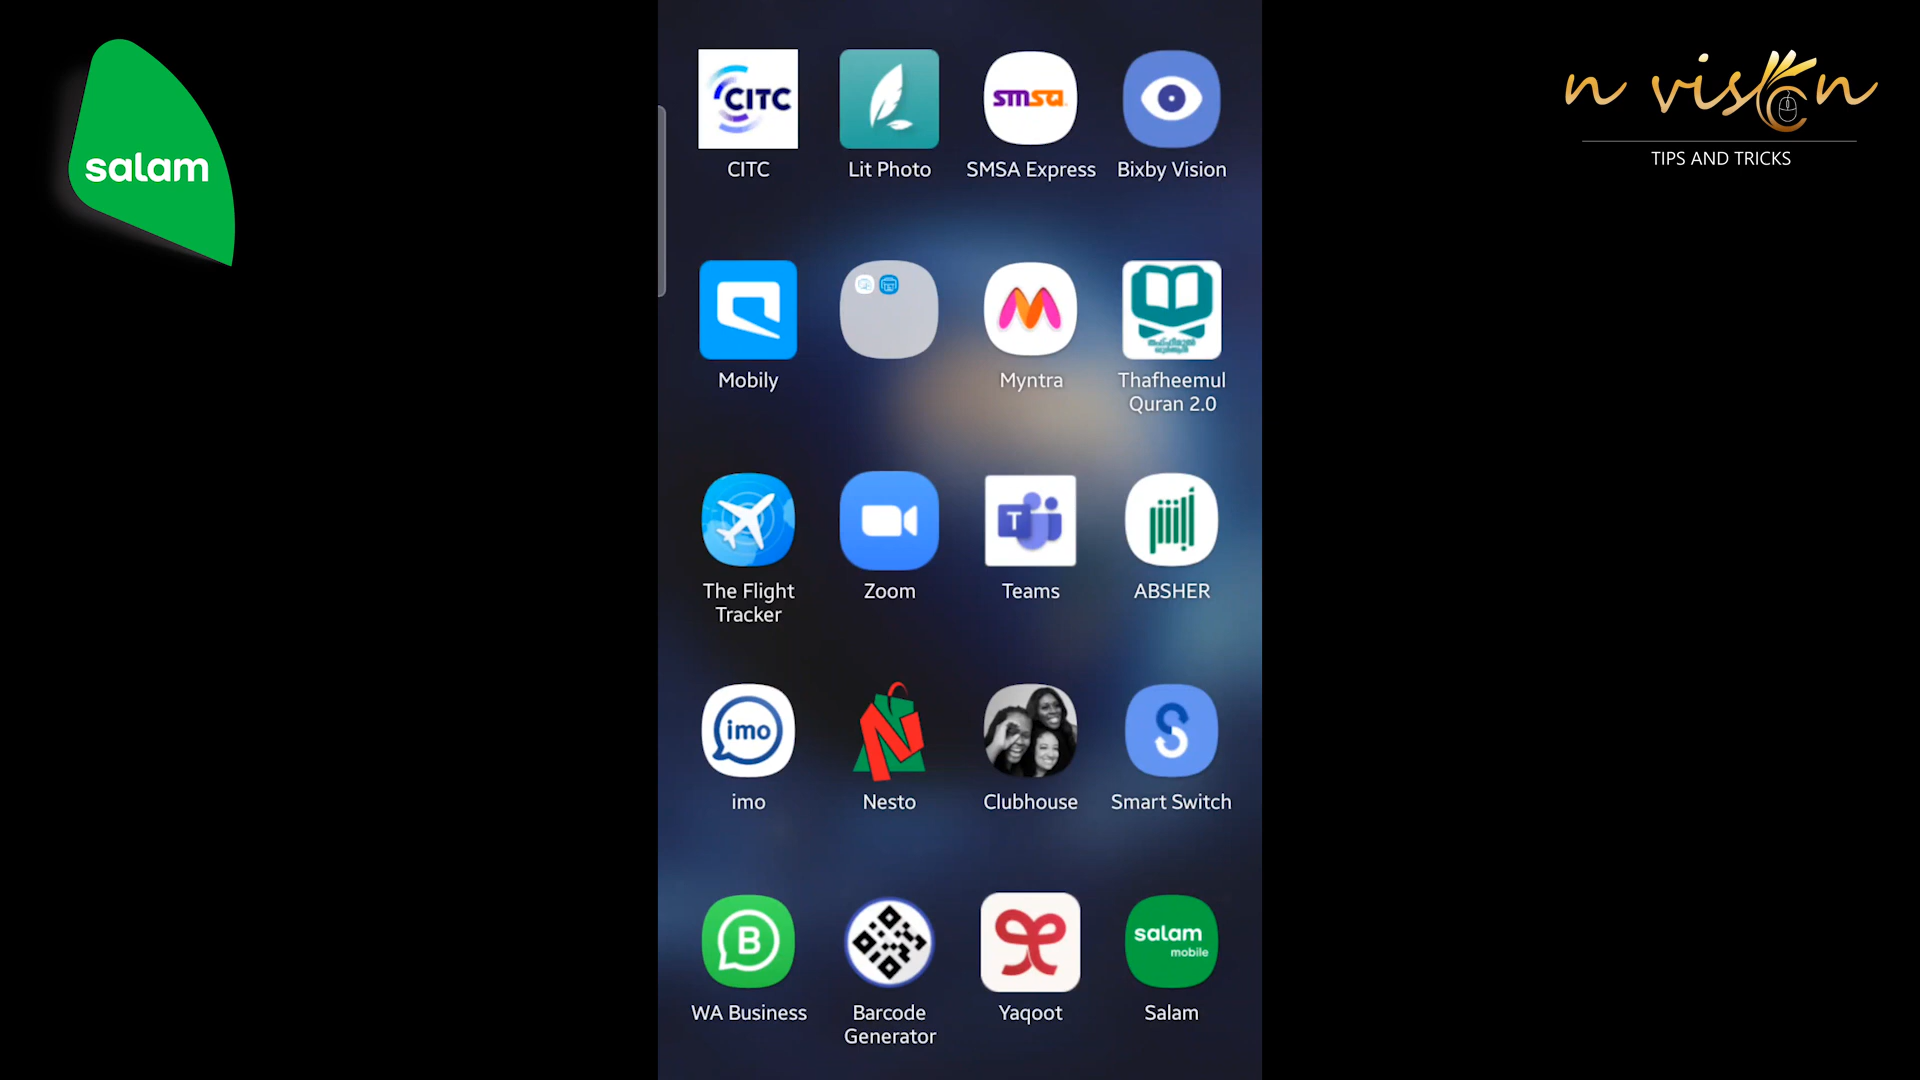 salam
n vision
TIPS AND TRICKS
CITC
CITC
Lit Photo
smsa
SMSA Express
Bixby Vision
Mobily
Myntra
Thafheemul
Quran 2.0
The Flight
Tracker
Zoom
T
Teams
أبشر
ABSHER
imo
imo
N
Nesto
Clubhouse
S
Smart Switch
B
WA Business
Barcode
Generator
Yaqoot
salam
mobile
Salam